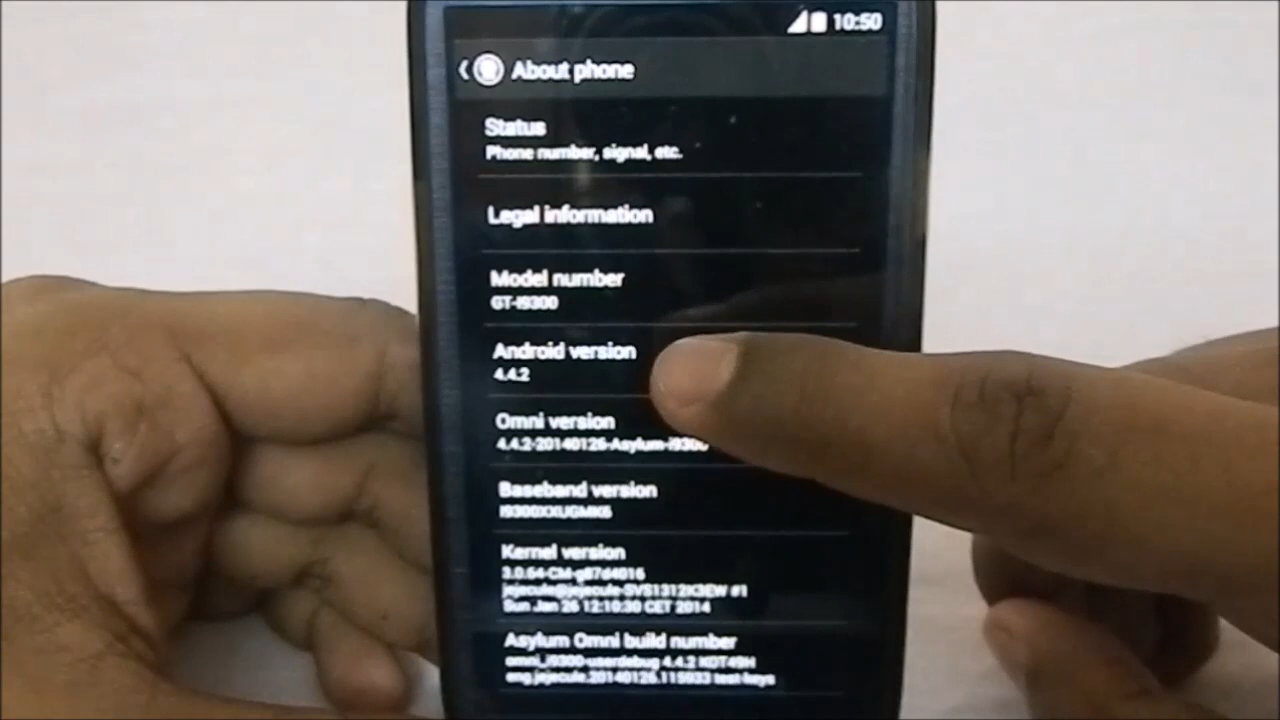 10:50
About phone
Status
Phone number, signal, etc.
Legal information
Model number
GT-I9300
Android version
4.4.2
Omni version
4.4.2-20140126-Asylum-i9300
Baseband version
I9300XXUGMK6
Kernel version
3.0.64-CM-g87d4016
jejecule@jejecule-SVS1312K3EW #1
Sun Jan 26 12:10:30 CET 2014
Asylum Omni build number
omni_i9300-userdebug 4.4.2 KOT49H
eng.jejecule.20140126.115933 test-keys